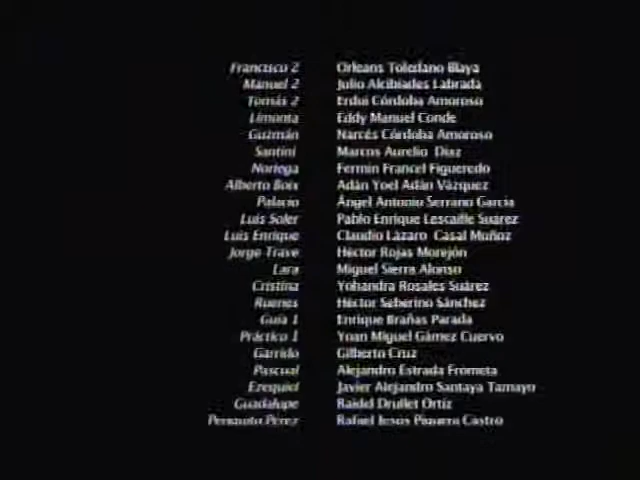 Francisco 2 Orleans Toledano Blaya
Manuel 2 Julio Alcibiades Labrada
Tomás 2 Erdui Córdoba Amoroso
Limonta Eddy Manuel Conde
Guzmán Narcés Córdoba Amoroso
Santini Marcos Aurelio Díaz
Noriega Fermín Francel Figueredo
Alberto Boix Adán Yoel Adán Vázquez
Palacio Ángel Antonio Serrano García
Luis Soler Pablo Enrique Lescaille Suárez
Luis Enrique Claudio Lázaro Casal Muñoz
Jorge Trave Héctor Rojas Morejón
Lara Miguel Sierra Alonso
Cristina Yohandra Rosales Suárez
Ruenes Héctor Seberino Sánchez
Guía 1 Enrique Brañas Parada
Práctico 1 Yoan Miguel Gámez Cuervo
Garrido Gilberto Cruz
Pascual Alejandro Estrada Frometa
Ezequiel Javier Alejandro Santaya Tamayo
Guadalupe Raidel Drullet Ortiz
Pérez Rafael Jesús Castro